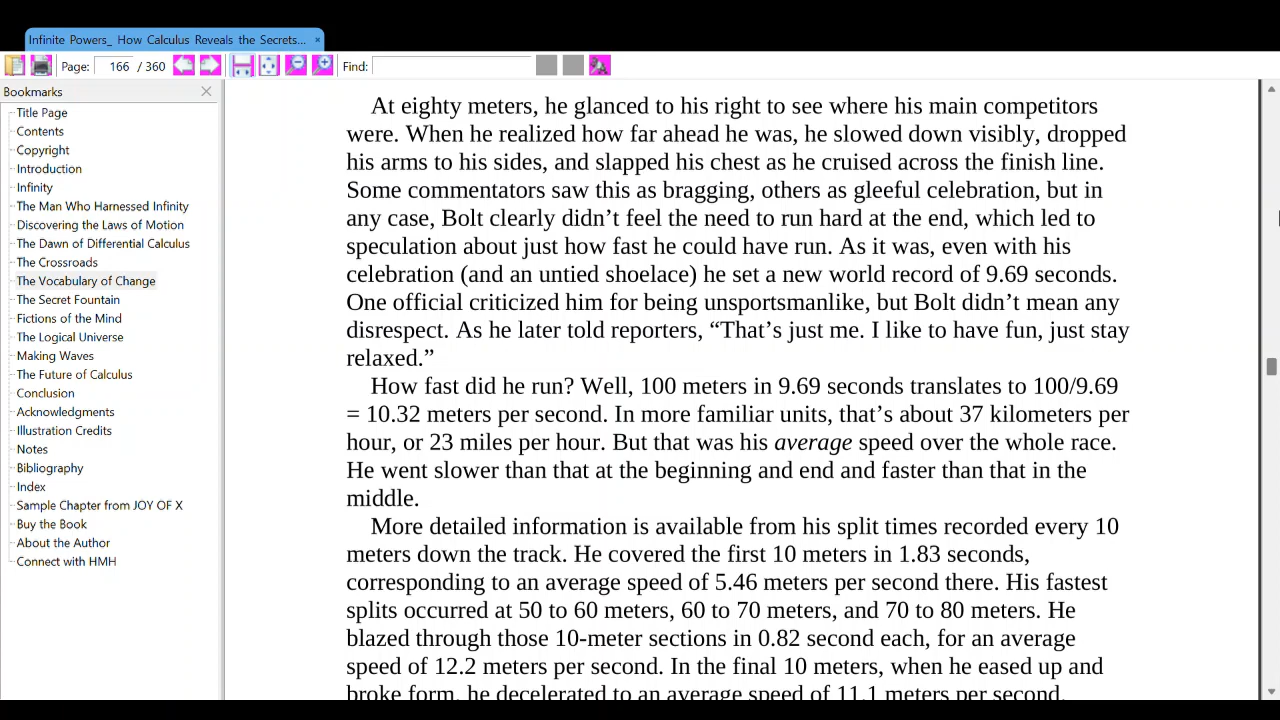 Infinite Powers_ How Calculus Reveals the Secrets... ×
Page: 166 / 360 Find:
Bookmarks
Title Page
Contents
Copyright
Introduction
Infinity
The Man Who Harnessed Infinity
Discovering the Laws of Motion
The Dawn of Differential Calculus
The Crossroads
The Vocabulary of Change
The Secret Fountain
Fictions of the Mind
The Logical Universe
Making Waves
The Future of Calculus
Conclusion
Acknowledgments
Illustration Credits
Notes
Bibliography
Index
Sample Chapter from JOY OF X
Buy the Book
About the Author
Connect with HMH
At eighty meters, he glanced to his right to see where his main competitors
were. When he realized how far ahead he was, he slowed down visibly, dropped
his arms to his sides, and slapped his chest as he cruised across the finish line.
Some commentators saw this as bragging, others as gleeful celebration, but in
any case, Bolt clearly didn’t feel the need to run hard at the end, which led to
speculation about just how fast he could have run. As it was, even with his
celebration (and an untied shoelace) he set a new world record of 9.69 seconds.
One official criticized him for being unsportsmanlike, but Bolt didn’t mean any
disrespect. As he later told reporters, “That’s just me. I like to have fun, just stay
relaxed.”
How fast did he run? Well, 100 meters in 9.69 seconds translates to 100/9.69
= 10.32 meters per second. In more familiar units, that’s about 37 kilometers per
hour, or 23 miles per hour. But that was his average speed over the whole race.
He went slower than that at the beginning and end and faster than that in the
middle.
More detailed information is available from his split times recorded every 10
meters down the track. He covered the first 10 meters in 1.83 seconds,
corresponding to an average speed of 5.46 meters per second there. His fastest
splits occurred at 50 to 60 meters, 60 to 70 meters, and 70 to 80 meters. He
blazed through those 10-meter sections in 0.82 second each, for an average
speed of 12.2 meters per second. In the final 10 meters, when he eased up and
broke form, he decelerated to an average speed of 11.1 meters per second.